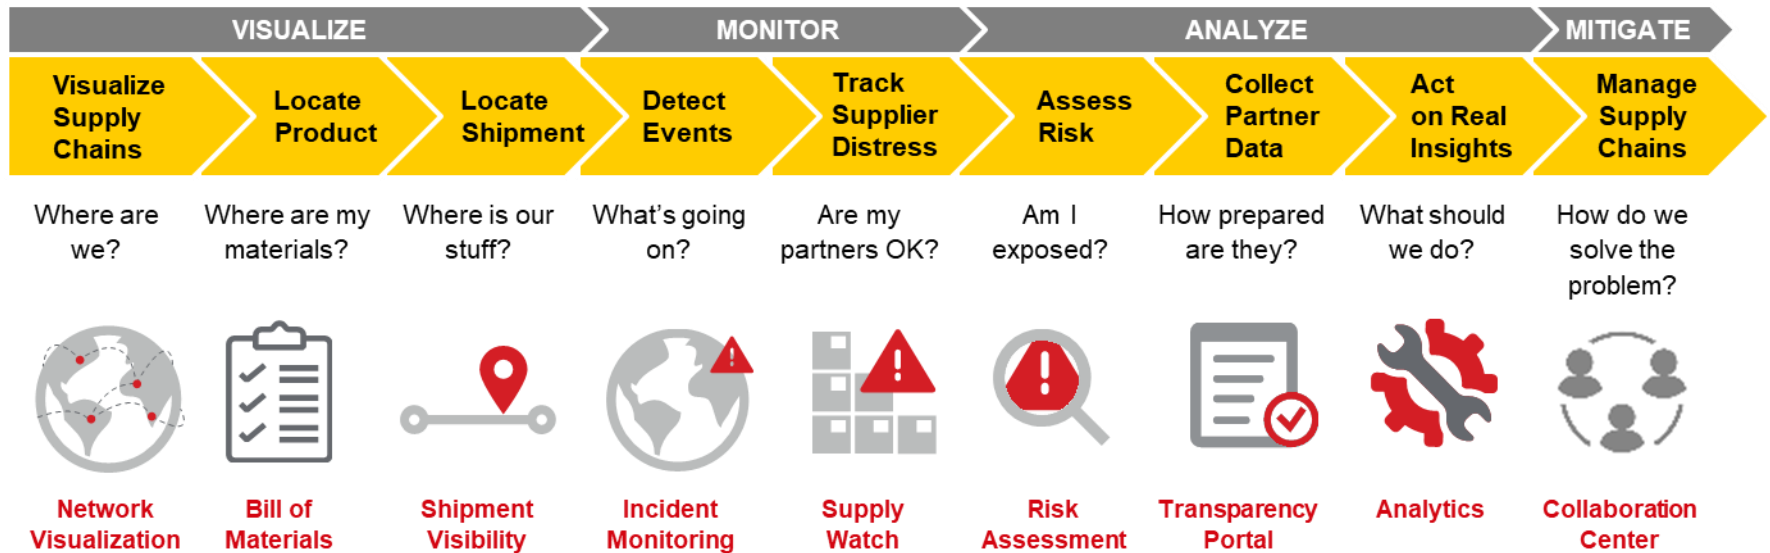 VISUALIZE
MONITOR
ANALYZE
MITIGATE
Visualize
Supply
Chains
Locate
Product
Locate
Shipment
Detect
Events
Track
Supplier
Distress
Assess
Risk
Collect
Partner
Data
Act
on Real
Insights
Manage
Supply
Chains
Where are
we?
Where are my
materials?
Where is our
stuff?
What's going
on?
Are my
partners OK?
Am I
exposed?
How prepared
are they?
What should
we do?
How do we
solve the
problem?
Network
Visualization
Bill of
Materials
Shipment
Visibility
Incident
Monitoring
Supply
Watch
Risk
Assessment
Transparency
Portal
Analytics
Collaboration
Center